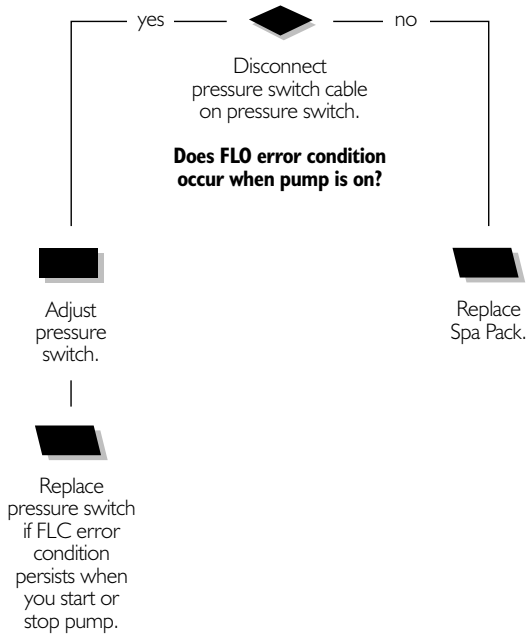 yes
no
Disconnect
pressure switch cable
on pressure switch.
Does FLO error condition
occur when pump is on?
Adjust
pressure
switch.
Replace
Spa Pack.
Replace
pressure switch
if FLC error
condition
persists when
you start or
stop pump.